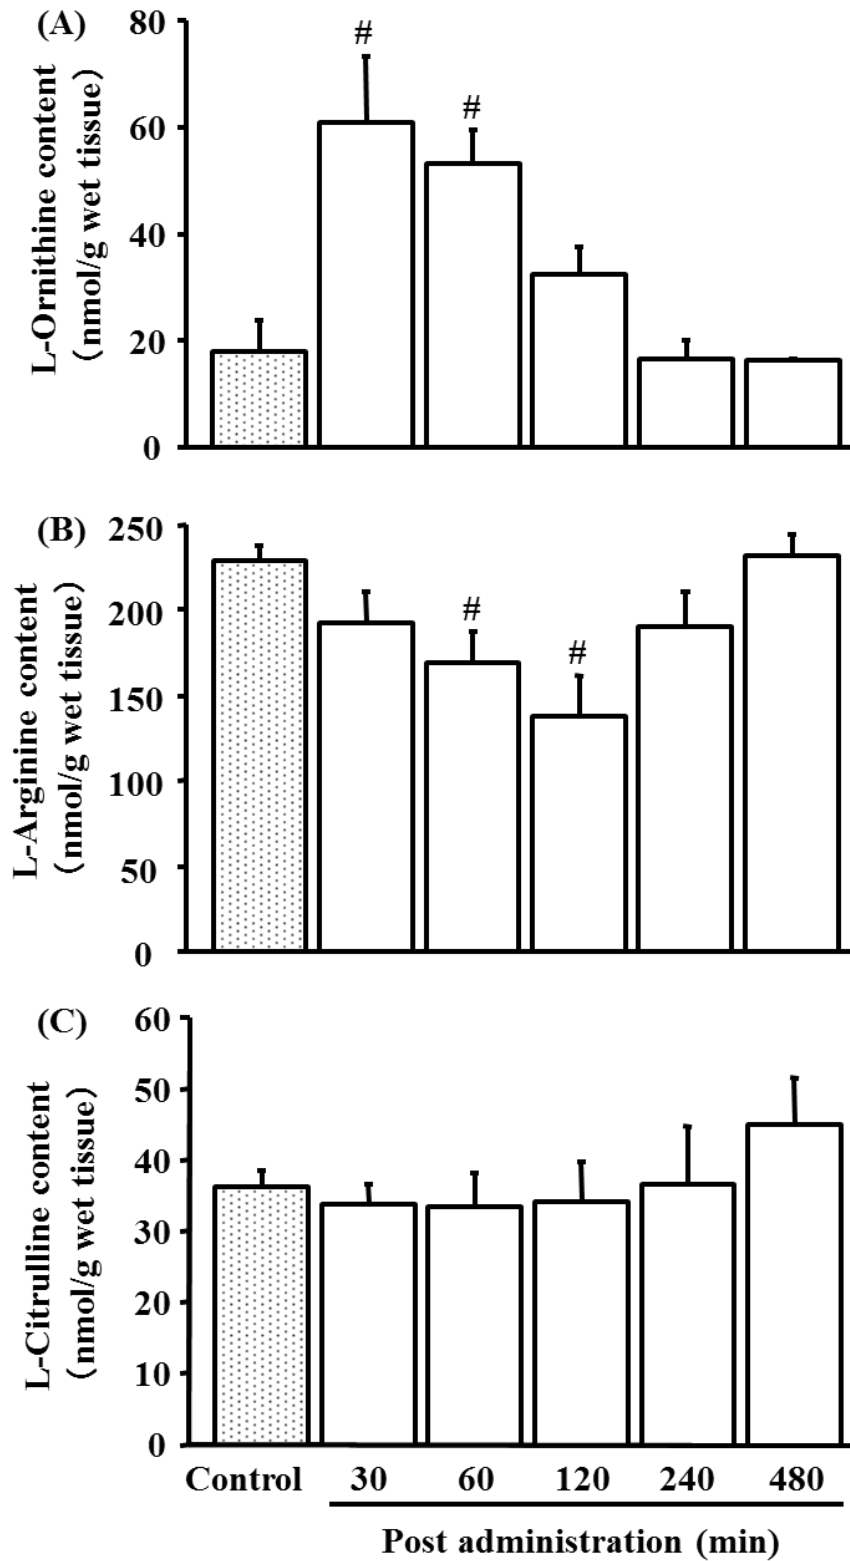 (A)
L-Ornithine content
(nmol/g wet tissue)
80
60
40
20
0
#
#
(B)
L-Arginine content
(nmol/g wet tissue)
250
200
150
100
50
0
#
#
(C)
L-Citrulline content
(nmol/g wet tissue)
60
50
40
30
20
10
0
Control 30 60 120 240 480
Post administration (min)